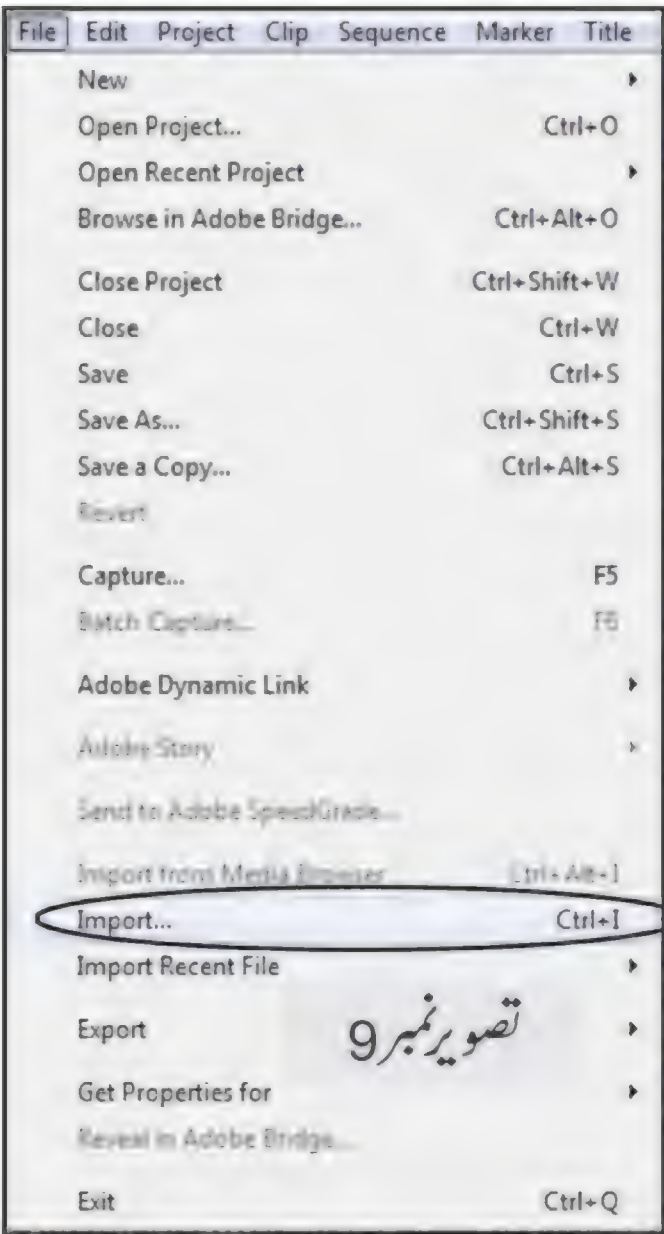 File Edit Project Clip Sequence Marker Title
New
Open Project... Ctrl+O
Open Recent Project
Browse in Adobe Bridge... Ctrl+Alt+O
Close Project Ctrl+Shift+W
Close Ctrl+W
Save Ctrl+S
Save As... Ctrl+Shift+S
Save a Copy... Ctrl+Alt+S
Revert
Capture... F5
Batch Capture... F6
Adobe Dynamic Link
Adobe Story
Send to Adobe SpeedGrade...
Import from Media Browser Ctrl+Alt+I
Import... Ctrl+I
Import Recent File
Export
تصویر نمبر 9
Get Properties for
Reveal in Adobe Bridge...
Exit Ctrl+Q